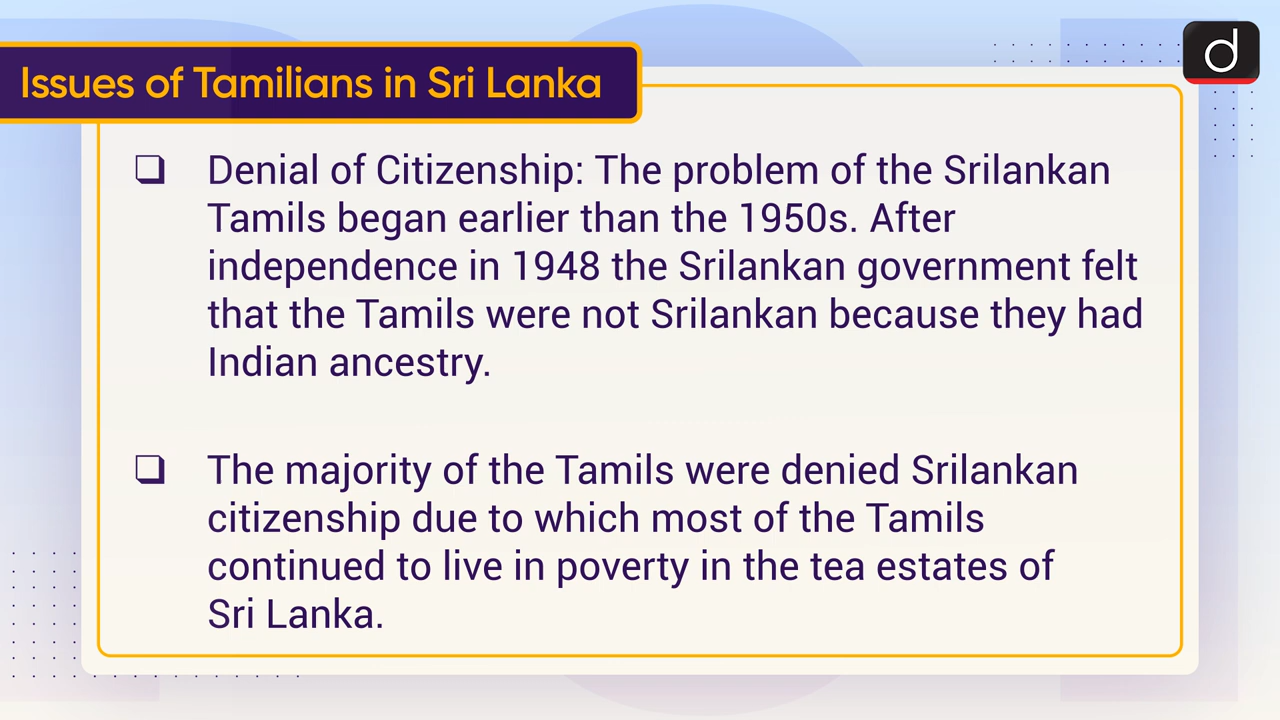 Issues of Tamilians in Sri Lanka
d
❑ Denial of Citizenship: The problem of the Srilankan
Tamils began earlier than the 1950s. After
independence in 1948 the Srilankan government felt
that the Tamils were not Srilankan because they had
Indian ancestry.
❑ The majority of the Tamils were denied Srilankan
citizenship due to which most of the Tamils
continued to live in poverty in the tea estates of
Sri Lanka.